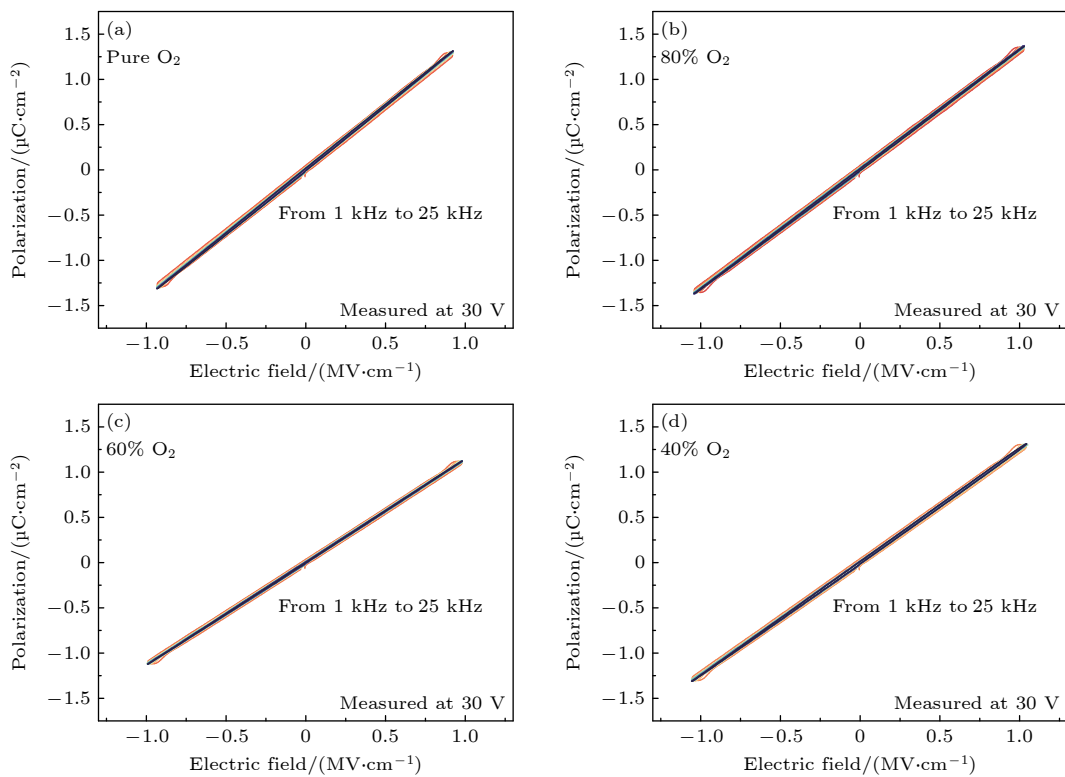 (a)
Pure O₂
1.5
1.0
0.5
0
−0.5
−1.0
−1.5
Polarization/(μC·cm⁻²)
From 1 kHz to 25 kHz
Measured at 30 V
−1.0 −0.5 0 0.5 1.0
Electric field/(MV·cm⁻¹)
(b)
80% O₂
1.5
1.0
0.5
0
−0.5
−1.0
−1.5
Polarization/(μC·cm⁻²)
From 1 kHz to 25 kHz
Measured at 30 V
−1.0 −0.5 0 0.5 1.0
Electric field/(MV·cm⁻¹)
(c)
60% O₂
1.5
1.0
0.5
0
−0.5
−1.0
−1.5
Polarization/(μC·cm⁻²)
From 1 kHz to 25 kHz
Measured at 30 V
−1.0 −0.5 0 0.5 1.0
Electric field/(MV·cm⁻¹)
(d)
40% O₂
1.5
1.0
0.5
0
−0.5
−1.0
−1.5
Polarization/(μC·cm⁻²)
From 1 kHz to 25 kHz
Measured at 30 V
−1.0 −0.5 0 0.5 1.0
Electric field/(MV·cm⁻¹)